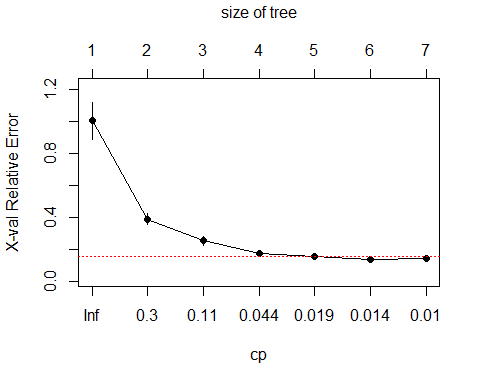 size of tree
1 2 3 4 5 6 7
X-val Relative Error
1.2
0.8
0.4
0.0
Inf 0.3 0.11 0.044 0.019 0.014 0.01
cp